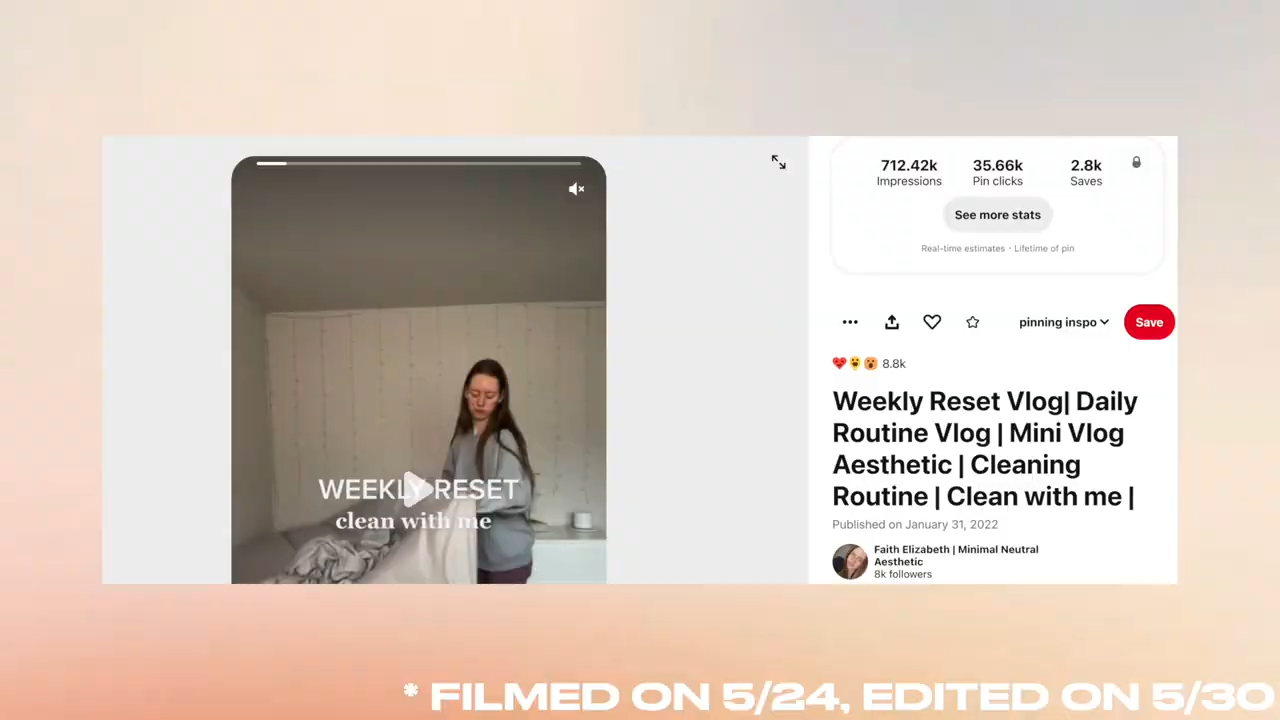 712.42k
Impressions
35.66k
Pin clicks
2.8k
Saves
See more stats
Real-time estimates · Lifetime of pin
pinning inspo
Save
8.8k
Weekly Reset Vlog| Daily
Routine Vlog | Mini Vlog
Aesthetic | Cleaning
Routine | Clean with me |
Published on January 31, 2022
Faith Elizabeth | Minimal Neutral
Aesthetic
8k followers
WEEKLY RESET
clean with me
* FILMED ON 5/24, EDITED ON 5/30